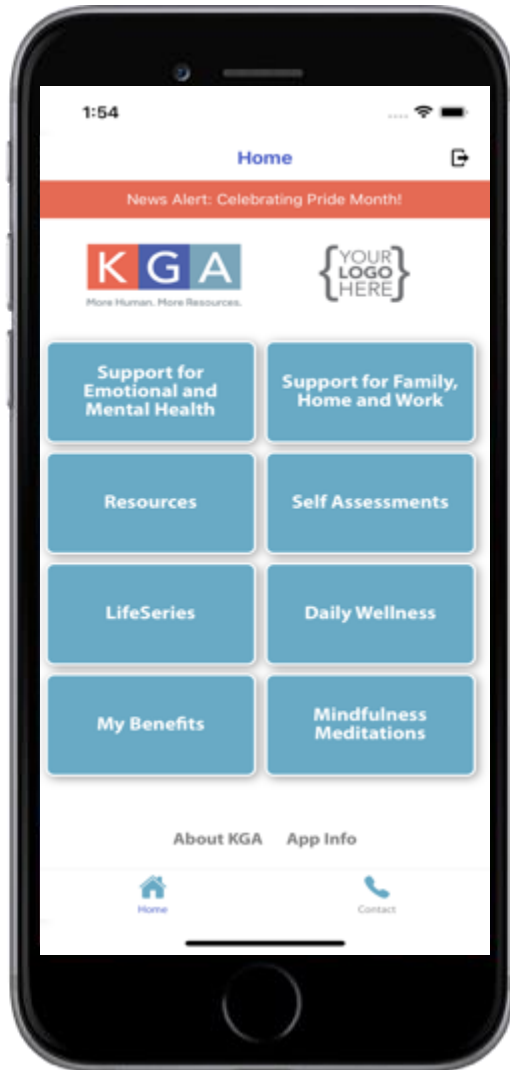 1:54
Home
News Alert: Celebrating Pride Month!
KGA
More Human. More Resources.
{YOUR
LOGO
HERE}
Support for
Emotional and
Mental Health
Support for Family,
Home and Work
Resources
Self Assessments
LifeSeries
Daily Wellness
My Benefits
Mindfulness
Meditations
About KGA
App Info
Home
Contact